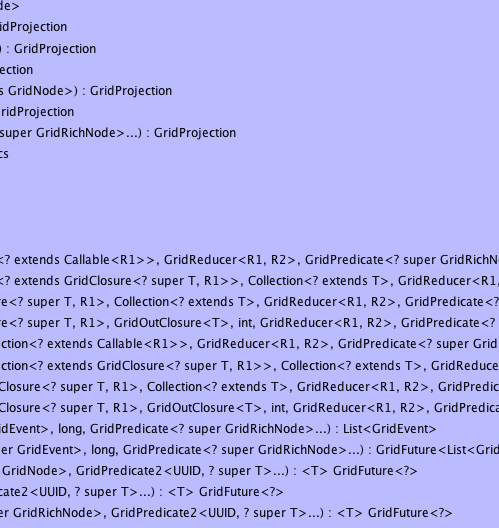 de>
idProjection
) : GridProjection
ection
s GridNode>) : GridProjection
ridProjection
super GridRichNode>...) : GridProjection
cs
<? extends Callable<R1>>, GridReducer<R1, R2>, GridPredicate<? super GridRichN
<? extends GridClosure<? super T, R1>>, Collection<? extends T>, GridReducer<R1,
re<? super T, R1>, Collection<? extends T>, GridReducer<R1, R2>, GridPredicate<?
re<? super T, R1>, GridOutClosure<T>, int, GridReducer<R1, R2>, GridPredicate<?
ction<? extends Callable<R1>>, GridReducer<R1, R2>, GridPredicate<? super Grid
ction<? extends GridClosure<? super T, R1>>, Collection<? extends T>, GridReduce
Closure<? super T, R1>, Collection<? extends T>, GridReducer<R1, R2>, GridPredic
Closure<? super T, R1>, GridOutClosure<T>, int, GridReducer<R1, R2>, GridPredica
idEvent>, long, GridPredicate<? super GridRichNode>...) : List<GridEvent>
er GridEvent>, long, GridPredicate<? super GridRichNode>...) : GridFuture<List<Grid
GridNode>, GridPredicate2<UUID, ? super T>...) : <T> GridFuture<?>
icate2<UUID, ? super T>...) : <T> GridFuture<?>
er GridRichNode>, GridPredicate2<UUID, ? super T>...) : <T> GridFuture<?>